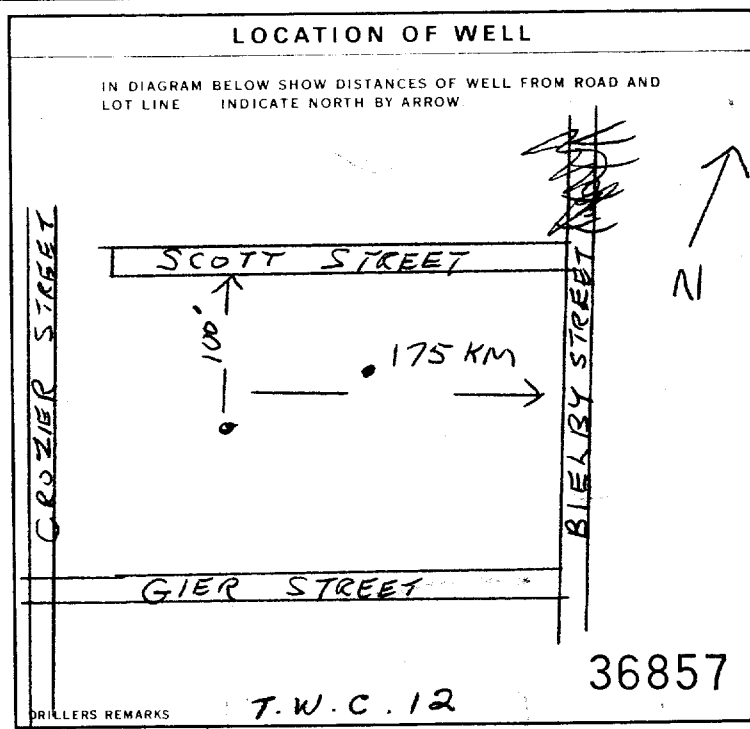 LOCATION OF WELL
IN DIAGRAM BELOW SHOW DISTANCES OF WELL FROM ROAD AND
LOT LINE INDICATE NORTH BY ARROW.
SCOTT STREET
CROZIER STREET
100'
.175 KM
BIELBY STREET
N
GIER STREET
36857
DRILLERS REMARKS T.W.C.12